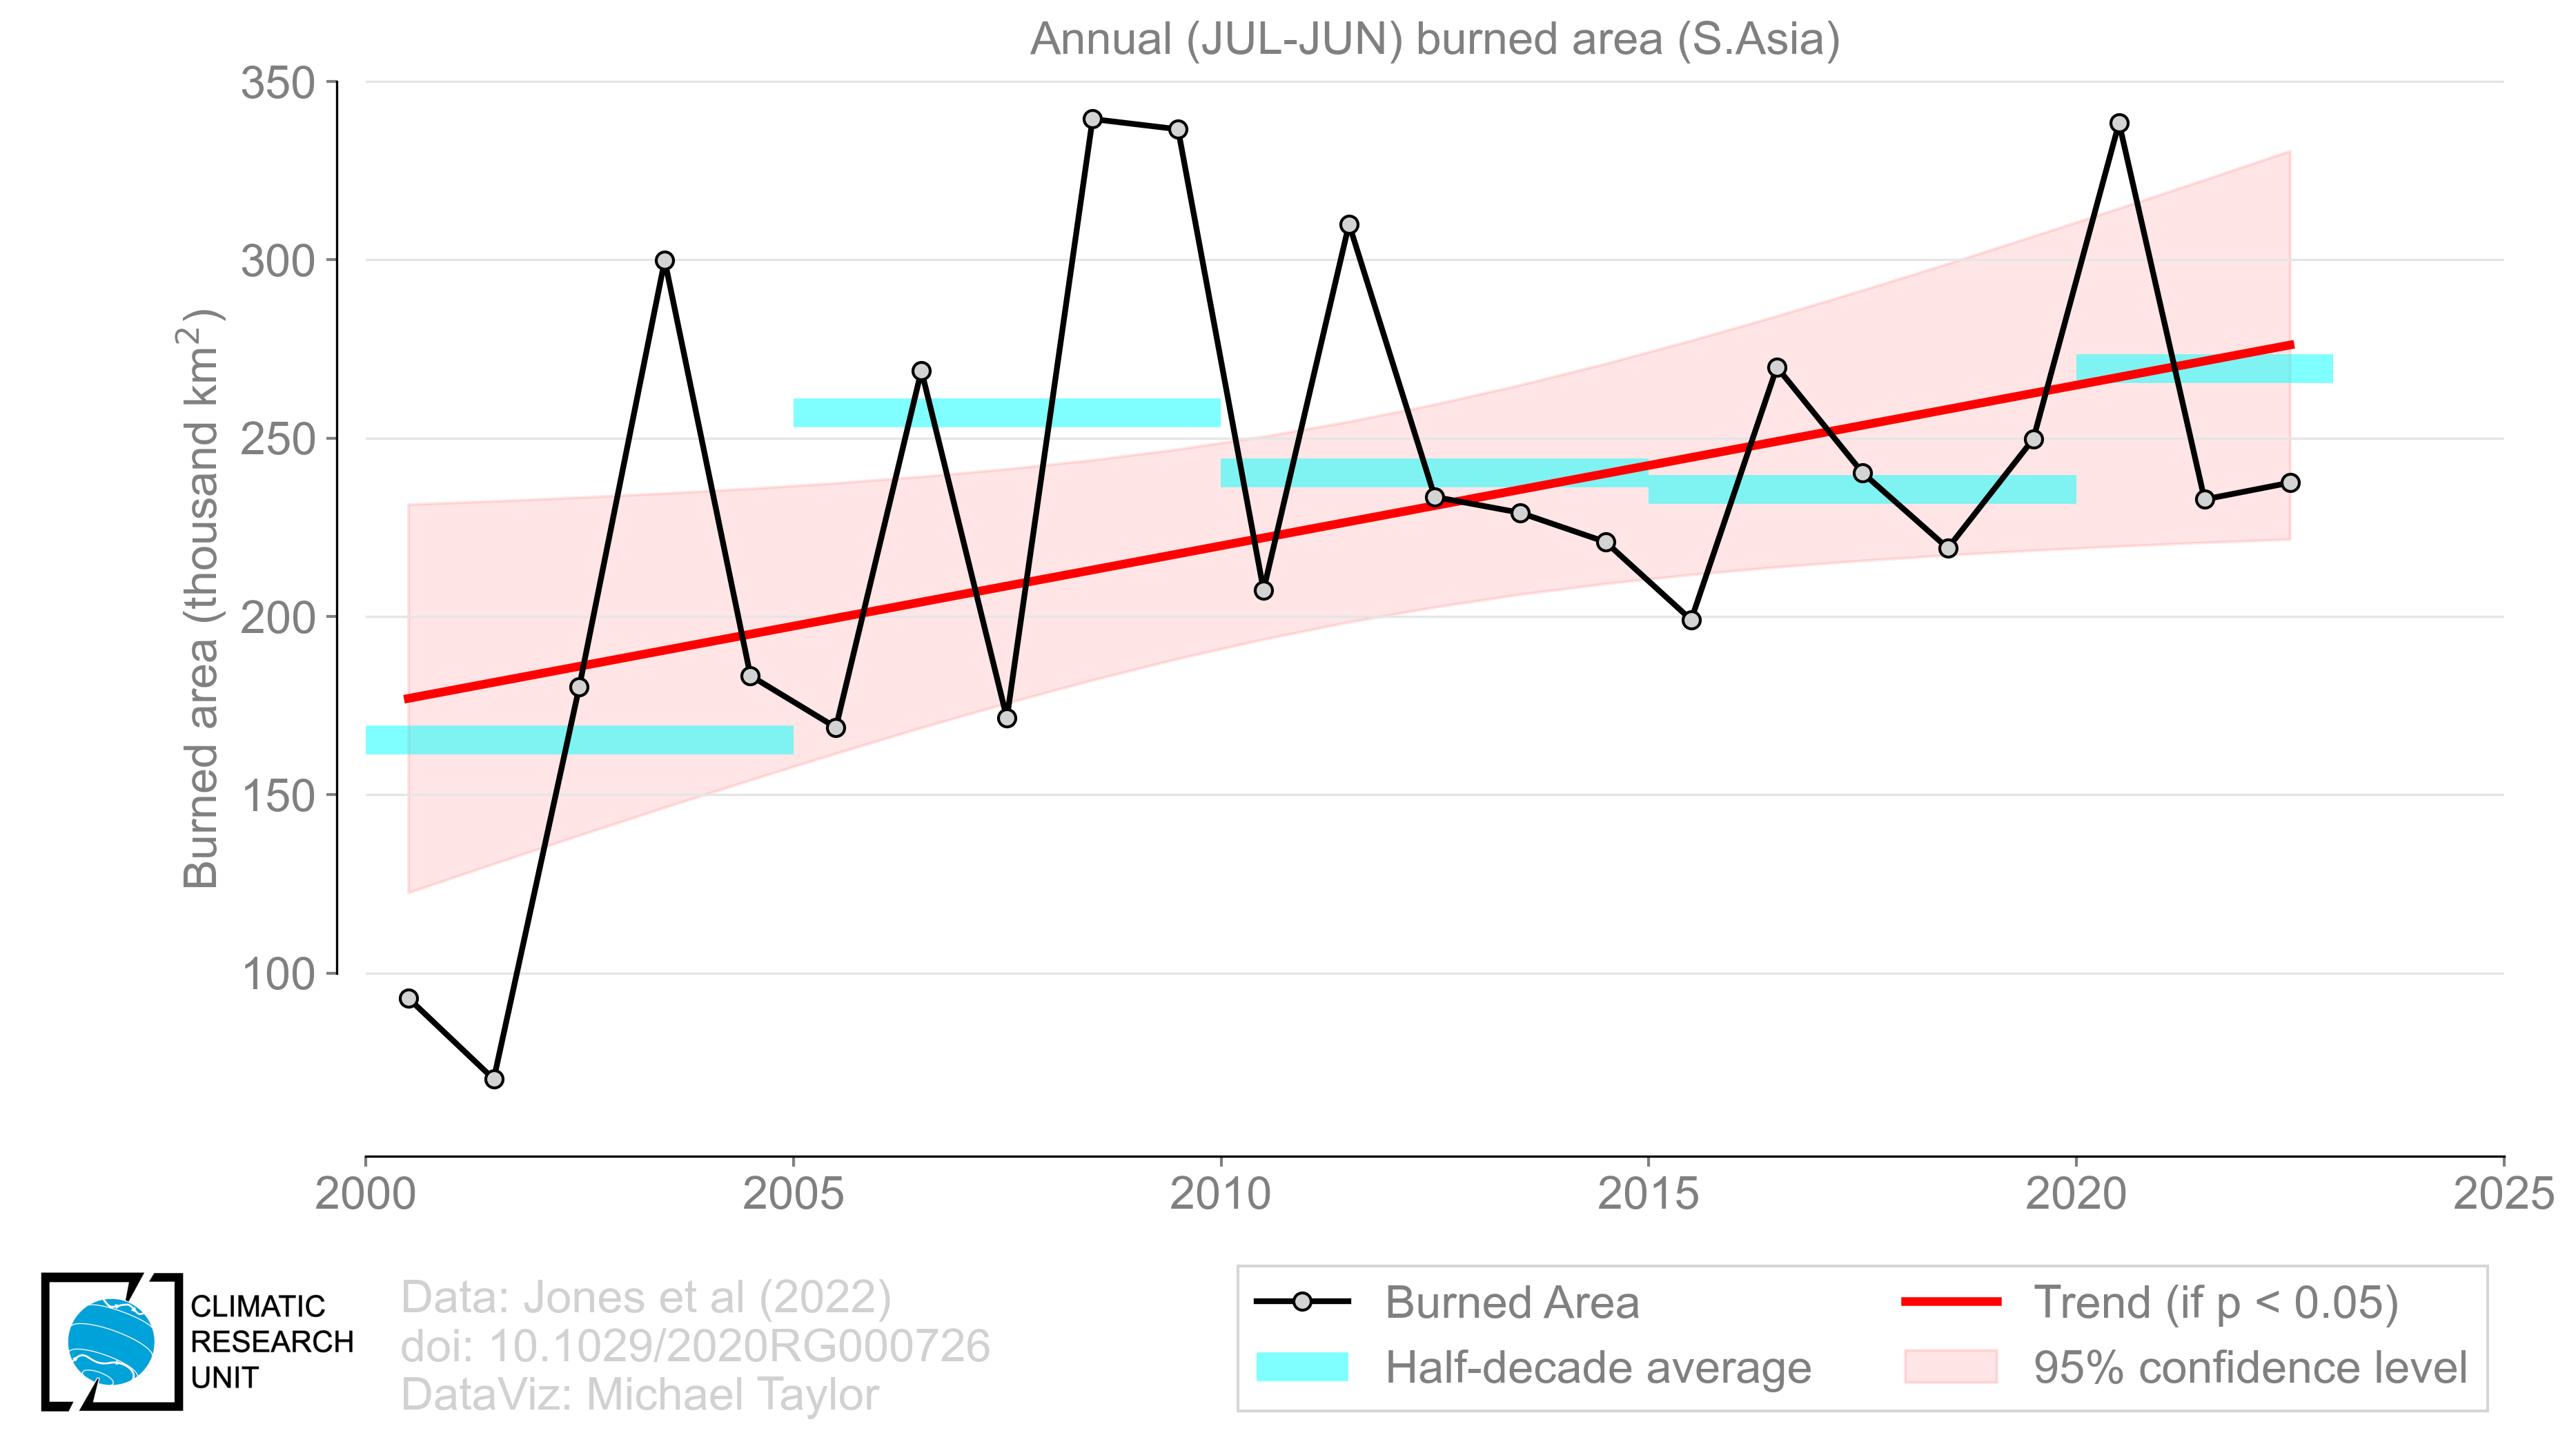 Annual (JUL-JUN) burned area (S.Asia)
350
300
250
200
150
100
Burned area (thousand km²)
2000 2005 2010 2015 2020 2025
CLIMATIC
RESEARCH
UNIT
Data: Jones et al (2022)
doi: 10.1029/2020RG000726
DataViz: Michael Taylor
Burned Area
Half-decade average
Trend (if p < 0.05)
95% confidence level